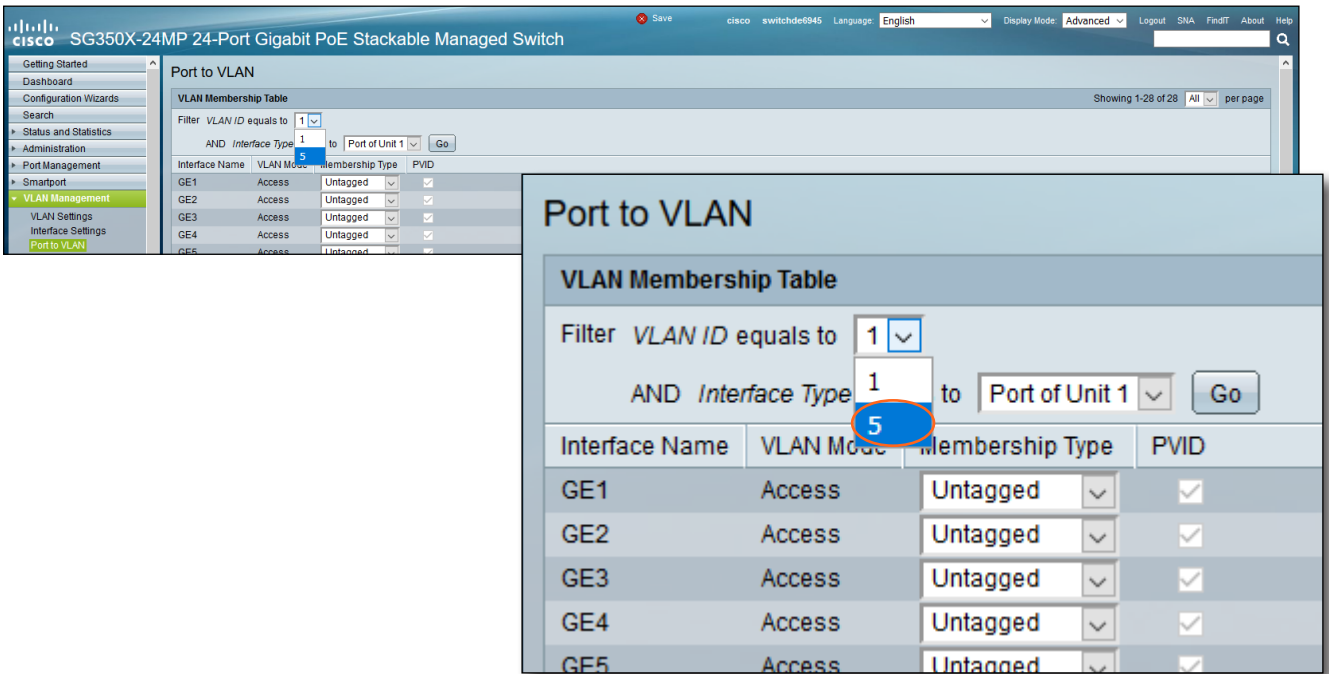 Save cisco switchde6945 Language: English Display Mode: Advanced Logout SNA FindIT About Help
cisco SG350X-24MP 24-Port Gigabit PoE Stackable Managed Switch
Getting Started
Dashboard
Configuration Wizards
Search
Status and Statistics
Administration
Port Management
Smartport
VLAN Management
VLAN Settings
Interface Settings
Port to VLAN
Port to VLAN
VLAN Membership Table Showing 1-28 of 28 All per page
Filter VLAN ID equals to 1
1
5
AND Interface Type to Port of Unit 1 Go
Interface Name VLAN Mode Membership Type PVID
GE1 Access Untagged
GE2 Access Untagged
GE3 Access Untagged
GE4 Access Untagged
GE5 Access Untagged
Port to VLAN
VLAN Membership Table
Filter VLAN ID equals to 1
1
5
AND Interface Type to Port of Unit 1 Go
Interface Name VLAN Mode Membership Type PVID
GE1 Access Untagged
GE2 Access Untagged
GE3 Access Untagged
GE4 Access Untagged
GE5 Access Untagged